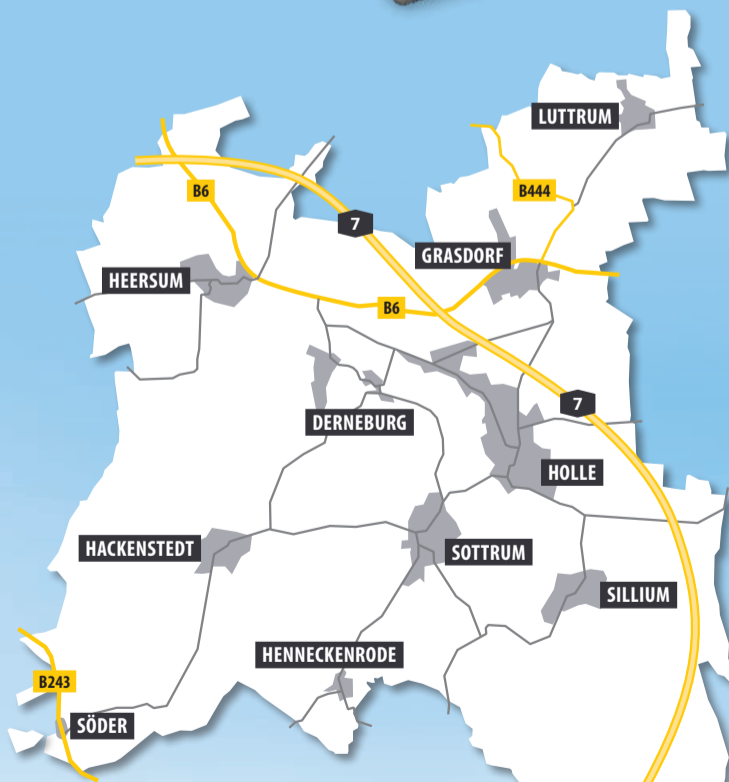 LUTTRUM
B6
B444
7
GRASDORF
HEERSUM
B6
7
DERNEBURG
HOLLE
HACKENSTEDT
SOTTRUM
SILLIUM
HENNECKENRODE
B243
SÖDER